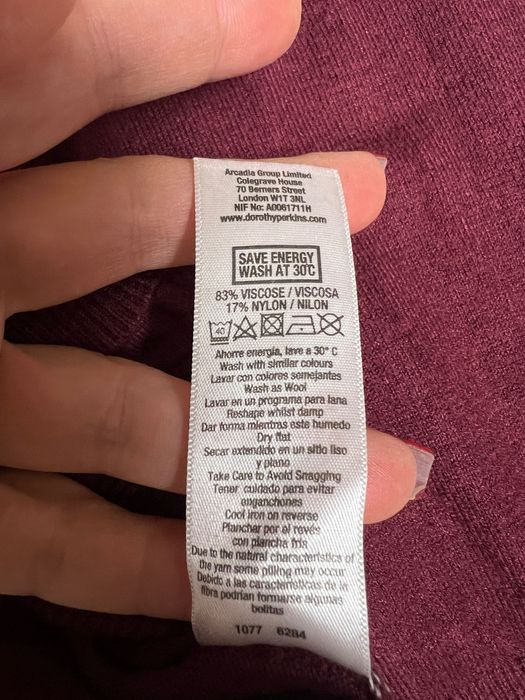 Arcadia Group Limited
Colegrave House
70 Berners Street
London W1T 3NL
NIF No: A0061711H
www.dorothyperkins.com
SAVE ENERGY
WASH AT 30°C
83% VISCOSE / VISCOSA
17% NYLON / NILON
40
Ahorre energía, lave a 30° C
Wash with similar colours
Lavar con colores semejantes
Wash as Wool
Lavar en un programa para lana
Reshape whilst damp
Dar forma mientras este humedo
Dry flat
Secar extendido en un sitio liso
y plano
Take Care to Avoid Snagging
Tener cuidado para evitar
enganchones
Cool iron on reverse
Planchar por el revés
con plancha fria
Due to the natural characteristics of
the yarn some pilling may occur
Debido a las caracteristicas de la
fibra podrían formarse algunas
bolitas
1077 6284